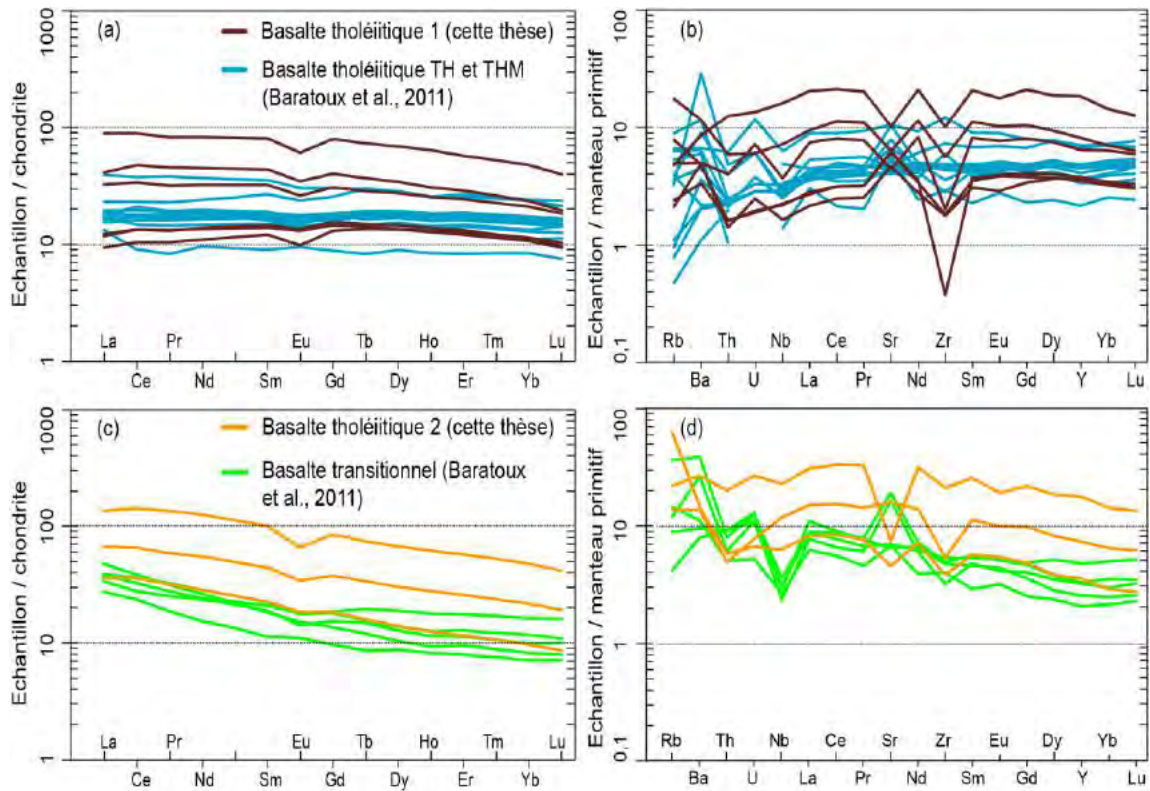 (a)
Basalte tholéiitique 1 (cette thèse)
Basalte tholéiitique TH et THM
(Baratoux et al., 2011)
Echantillon / chondrite
1000
100
10
1
La Pr Eu Tb Ho Tm Lu
Ce Nd Sm Gd Dy Er Yb
(b)
Echantillon / manteau primitif
100
10
1
0,1
Rb Th Nb Ce Sr Zr Eu Dy Yb
Ba U La Pr Nd Sm Gd Y Lu
(c)
Basalte tholéiitique 2 (cette thèse)
Basalte transitionnel (Baratoux
et al., 2011)
Echantillon / chondrite
1000
100
10
1
La Pr Eu Tb Ho Tm Lu
Ce Nd Sm Gd Dy Er Yb
(d)
Echantillon / manteau primitif
100
10
1
0,1
Rb Th Nb Ce Sr Zr Eu Dy Yb
Ba U La Pr Nd Sm Gd Y Lu